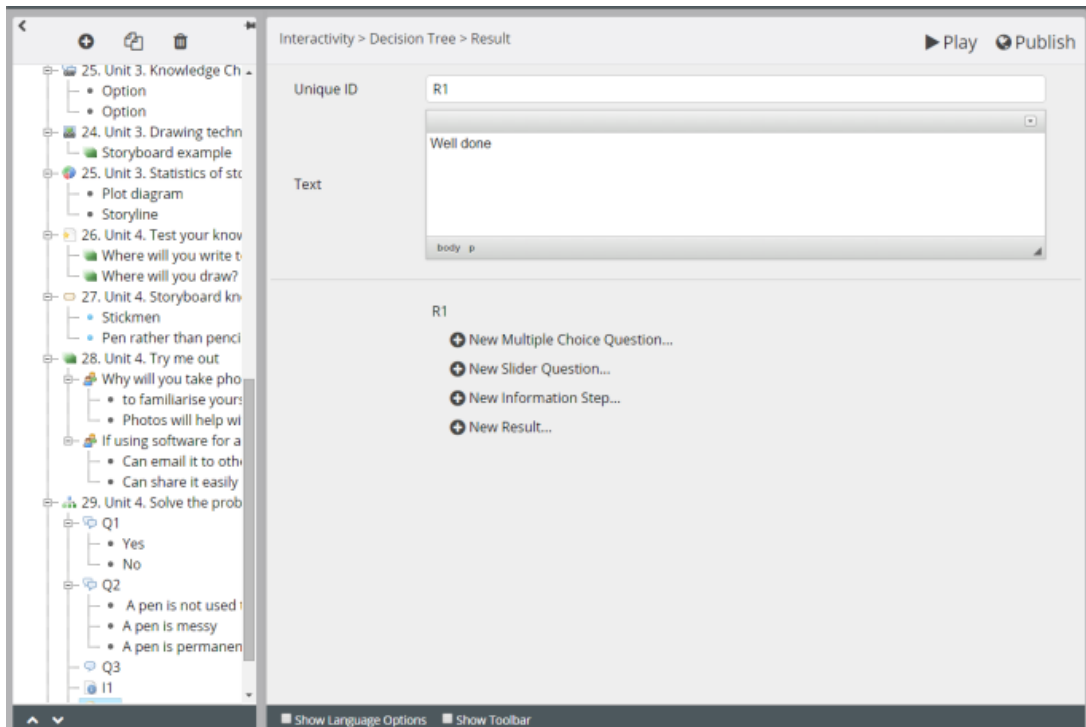 25. Unit 3. Knowledge Ch
Option
Option
24. Unit 3. Drawing techn
Storyboard example
25. Unit 3. Statistics of sto
Plot diagram
Storyline
26. Unit 4. Test your know
Where will you write t
Where will you draw?
27. Unit 4. Storyboard kn
Stickmen
Pen rather than penci
28. Unit 4. Try me out
Why will you take pho
to familiarise yours
Photos will help wi
If using software for a
Can email it to oth
Can share it easily
29. Unit 4. Solve the prob
Q1
Yes
No
Q2
A pen is not used t
A pen is messy
A pen is permanen
Q3
I1
Interactivity > Decision Tree > Result
Play Publish
Unique ID R1
Text Well done
body p
R1
New Multiple Choice Question...
New Slider Question...
New Information Step...
New Result...
Show Language Options Show Toolbar